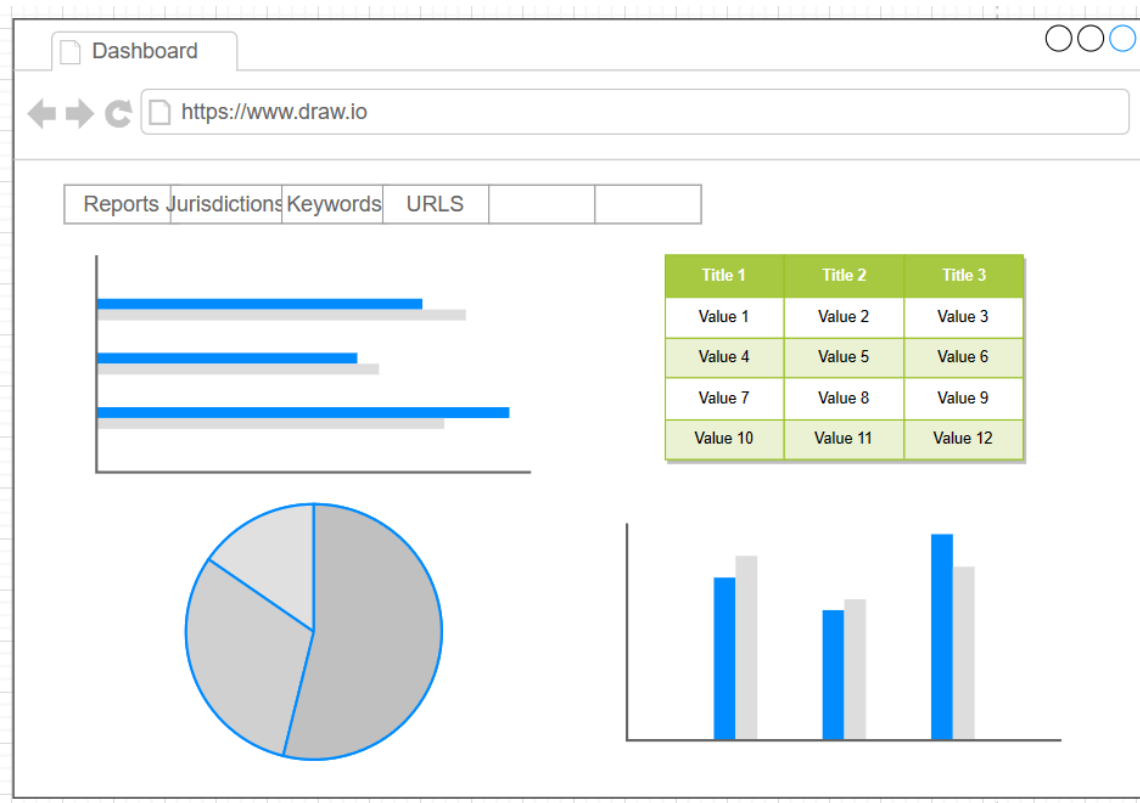 Dashboard
https://www.draw.io
Reports Jurisdictions Keywords URLS
Title 1 Title 2 Title 3
Value 1 Value 2 Value 3
Value 4 Value 5 Value 6
Value 7 Value 8 Value 9
Value 10 Value 11 Value 12